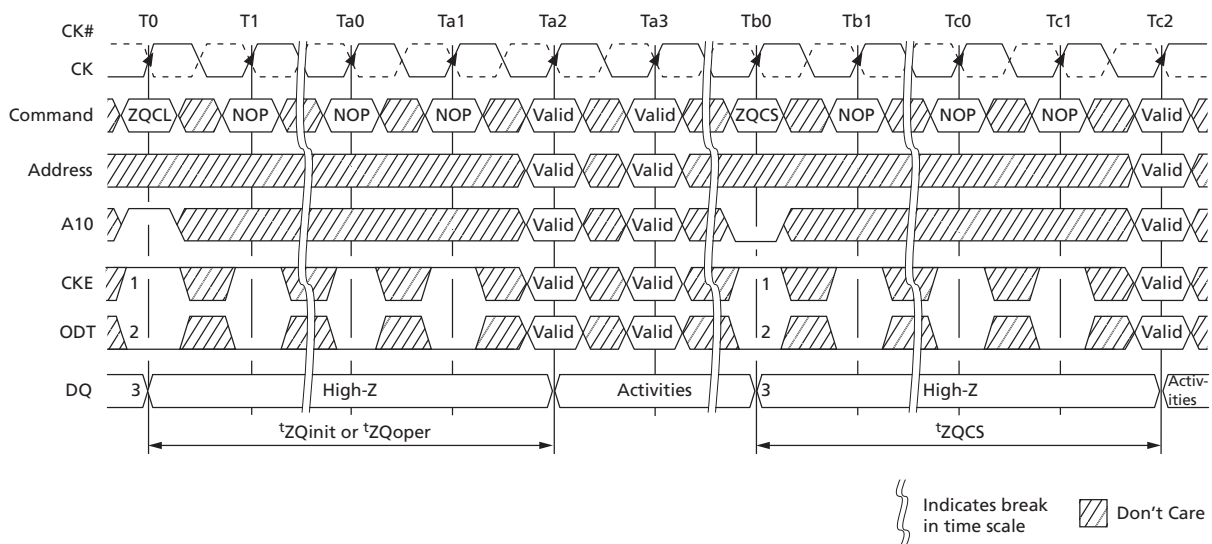 T0 T1 Ta0 Ta1 Ta2 Ta3 Tb0 Tb1 Tc0 Tc1 Tc2
CK#
CK
Command ZQCL NOP NOP NOP Valid Valid ZQCS NOP NOP NOP Valid
Address Valid Valid Valid
A10 Valid Valid Valid
CKE 1 Valid Valid 1 Valid
ODT 2 Valid Valid 2 Valid
DQ 3 High-Z Activities 3 High-Z Activ-
ities
tZQinit or tZQoper tZQCS
Indicates break
in time scale
Don't Care